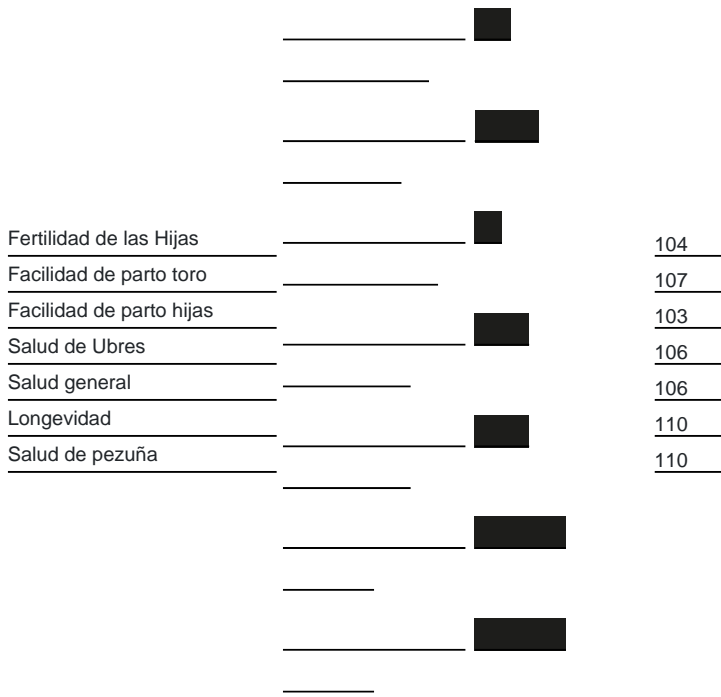 Fertilidad de las Hijas 104
Facilidad de parto toro 107
Facilidad de parto hijas 103
Salud de Ubres 106
Salud general 106
Longevidad 110
Salud de pezuña 110